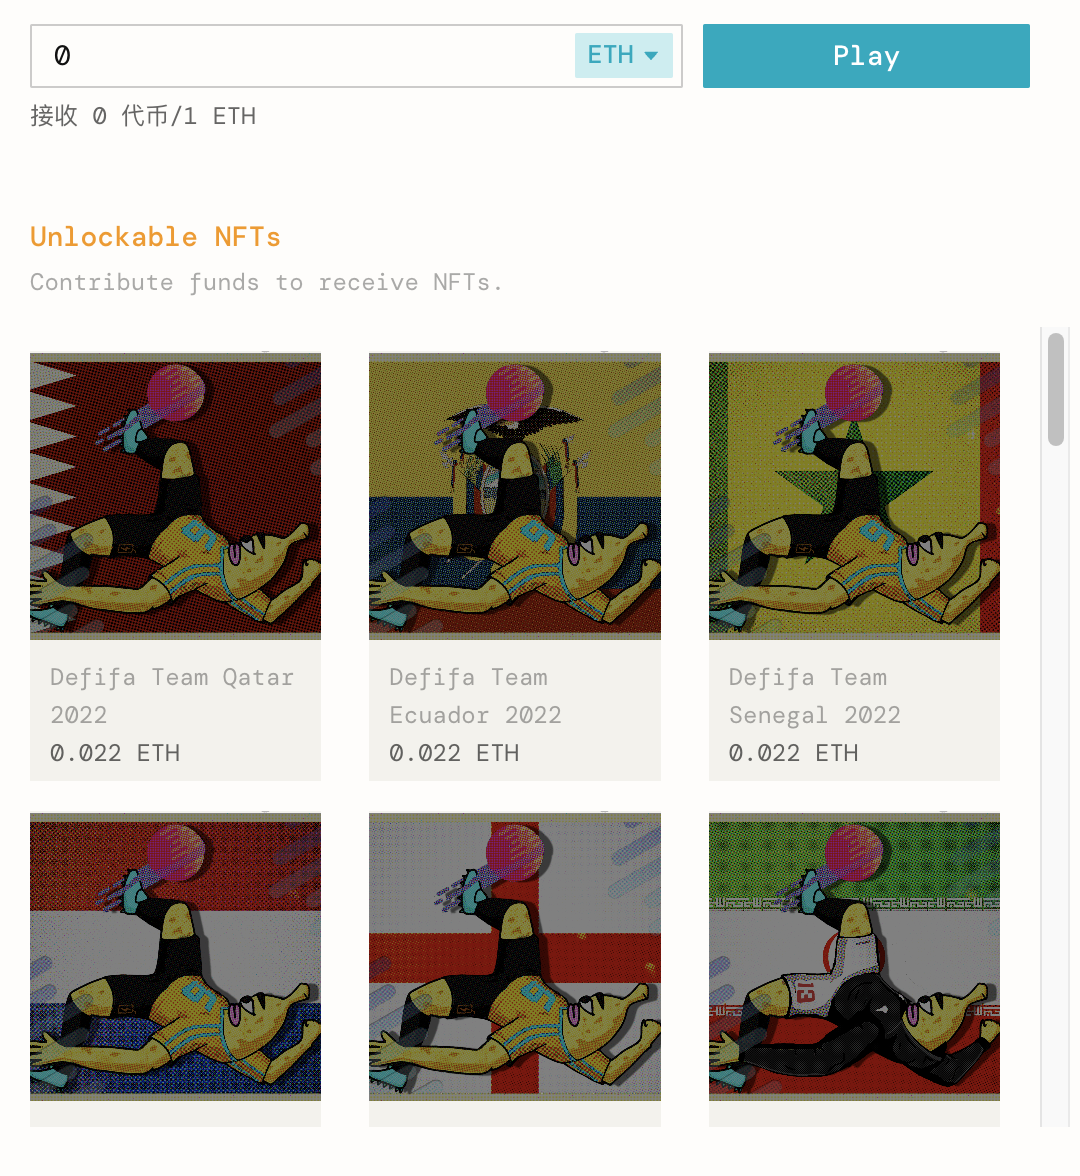 0
ETH
Play
接收 0 代币/1 ETH
Unlockable NFTs
Contribute funds to receive NFTs.
Defifa Team Qatar
2022
0.022 ETH
Defifa Team
Ecuador 2022
0.022 ETH
Defifa Team
Senegal 2022
0.022 ETH
13